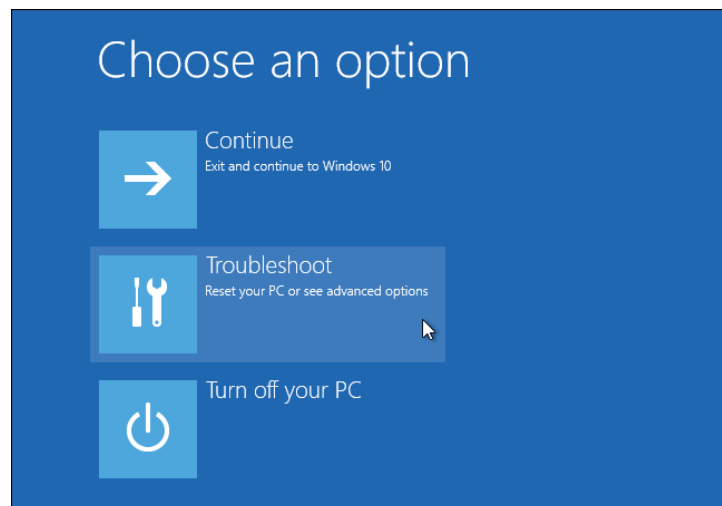 Choose an option
Continue
Exit and continue to Windows 10
Troubleshoot
Reset your PC or see advanced options
Turn off your PC